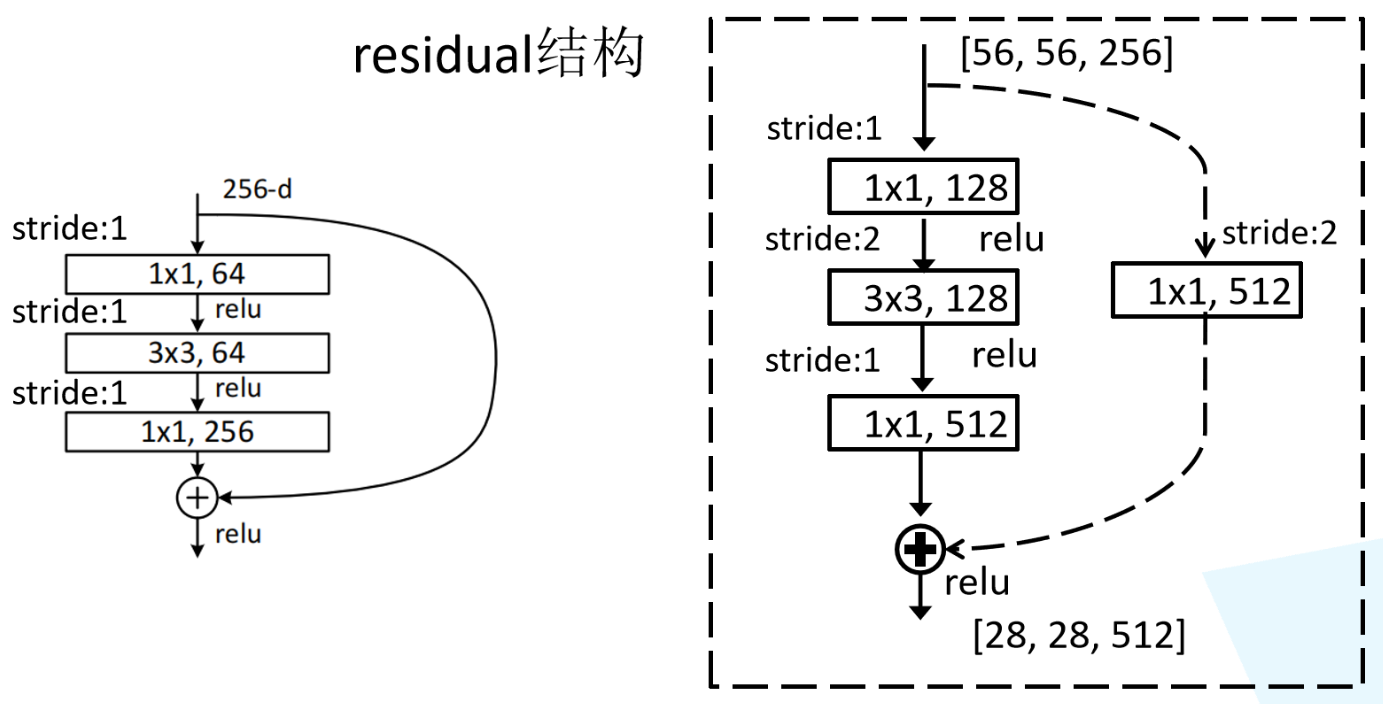 residual结构
256-d
stride:1
1x1, 64
stride:1
relu
3x3, 64
stride:1
relu
1x1, 256
relu
[56, 56, 256]
stride:1
1x1, 128
stride:2
relu
stride:2
3x3, 128
1x1, 512
stride:1
relu
1x1, 512
relu
[28, 28, 512]